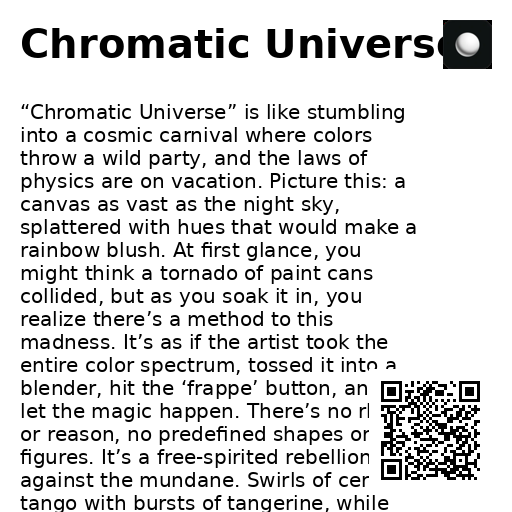 Chromatic Universe
“Chromatic Universe” is like stumbling
into a cosmic carnival where colors
throw a wild party, and the laws of
physics are on vacation. Picture this: a
canvas as vast as the night sky,
splattered with hues that would make a
rainbow blush. At first glance, you
might think a tornado of paint cans
collided, but as you soak it in, you
realize there’s a method to this
madness. It’s as if the artist took the
entire color spectrum, tossed it into a
blender, hit the ‘frappe’ button, an
let the magic happen. There’s no
or reason, no predefined shapes or
figures. It’s a free-spirited rebellion
against the mundane. Swirls of cer
tango with bursts of tangerine, while